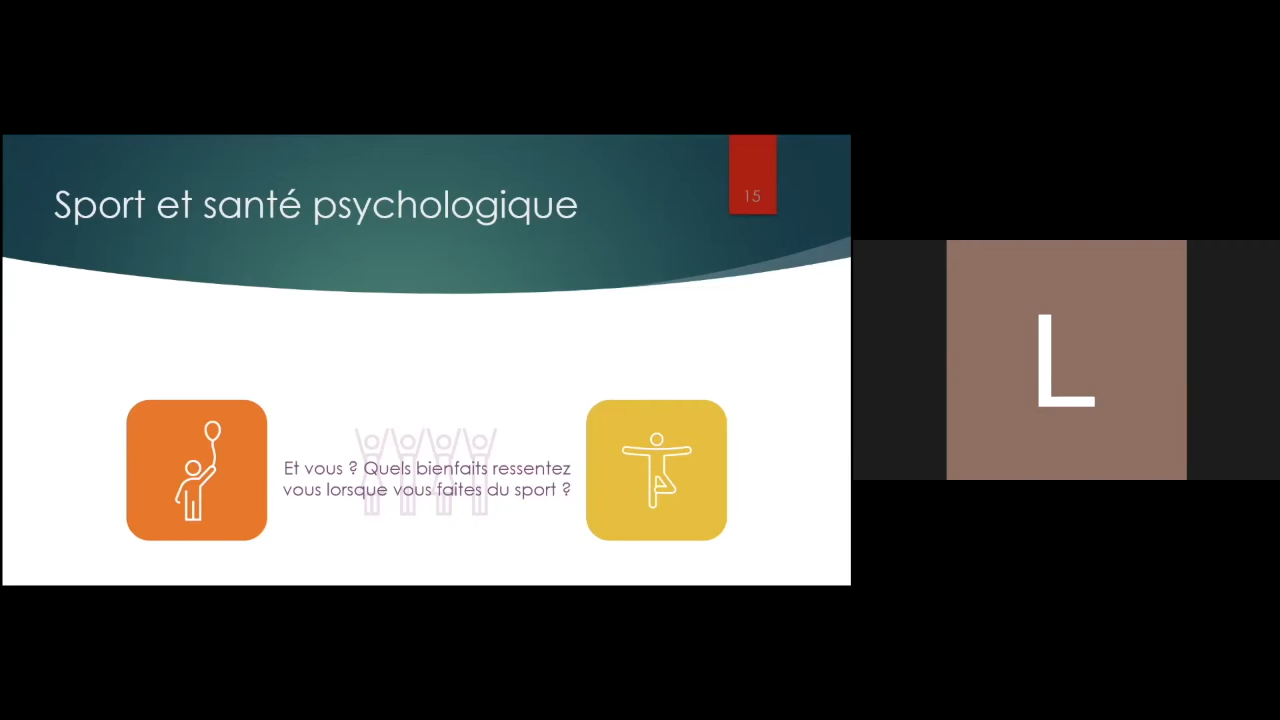 Sport et santé psychologique
15
Et vous ? Quels bienfaits ressentez
vous lorsque vous faites du sport ?
L